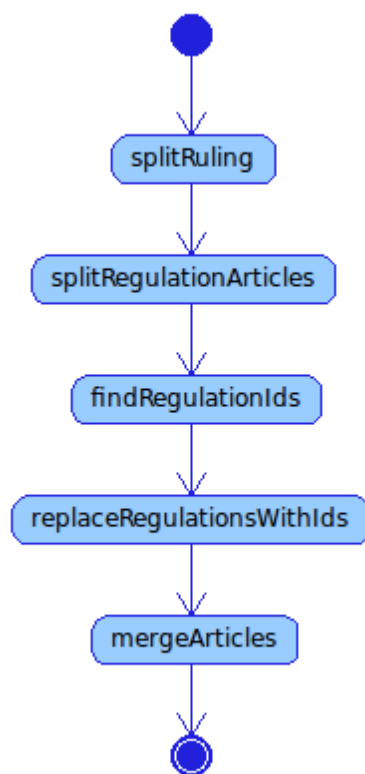 splitRuling
splitRegulationArticles
findRegulationIds
replaceRegulationsWithIds
mergeArticles